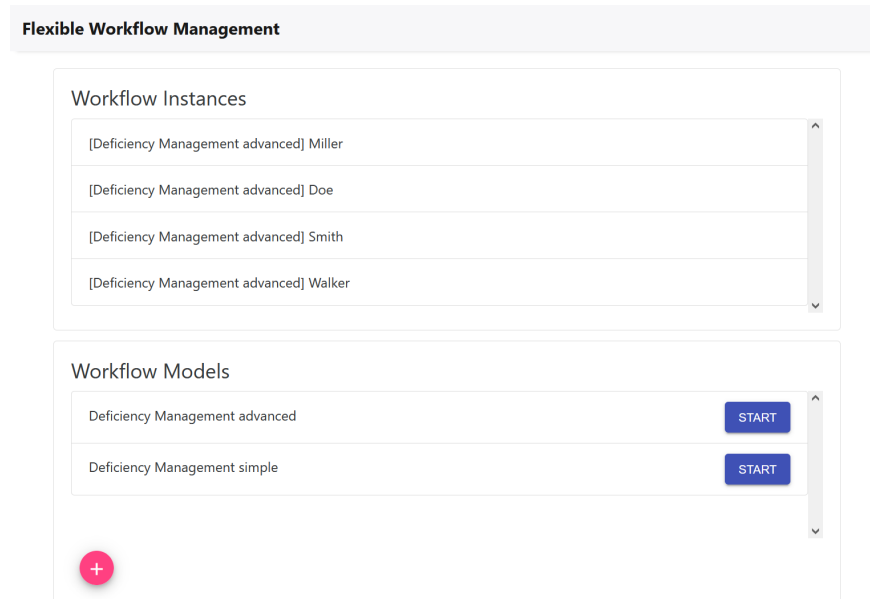 Flexible Workflow Management
Workflow Instances
[Deficiency Management advanced] Miller
[Deficiency Management advanced] Doe
[Deficiency Management advanced] Smith
[Deficiency Management advanced] Walker
Workflow Models
Deficiency Management advanced
START
Deficiency Management simple
START
+